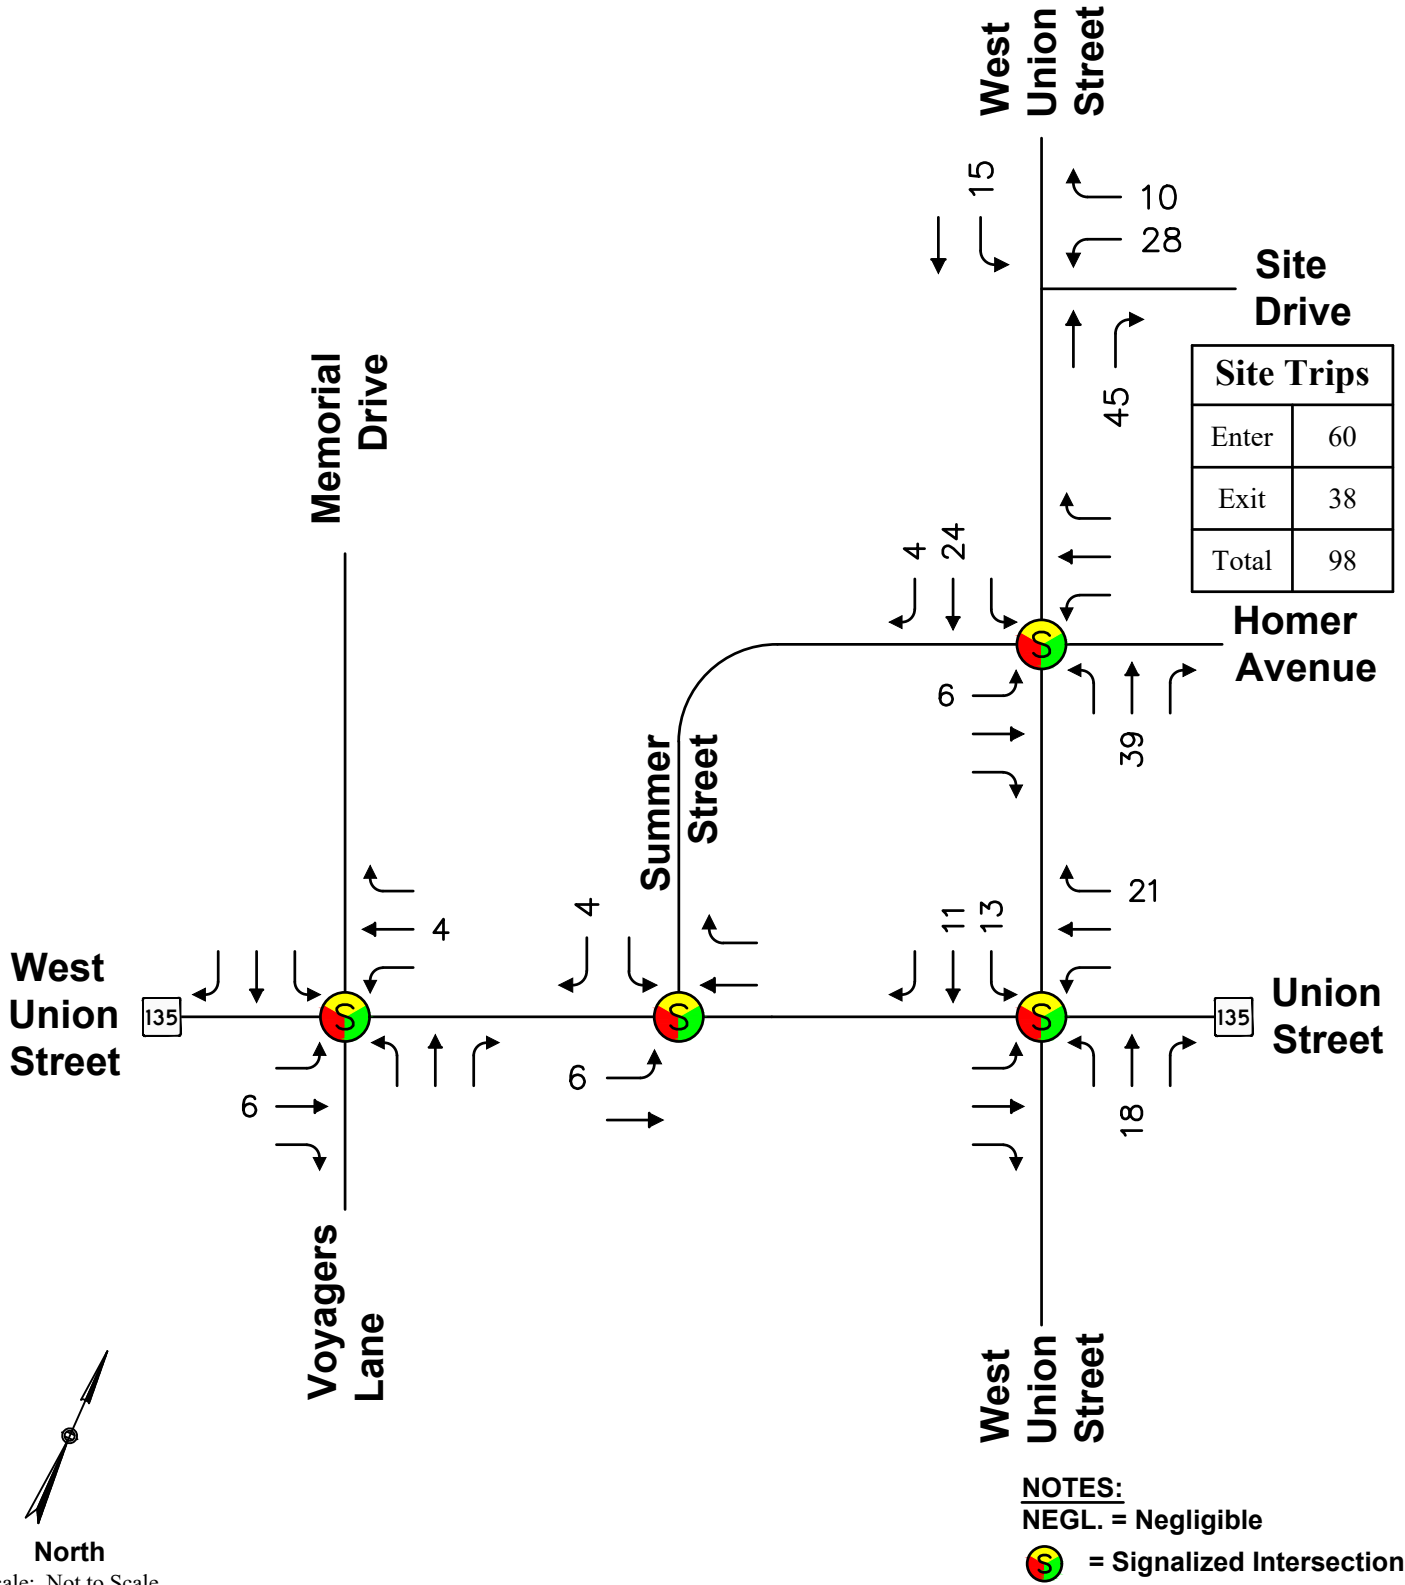 West
Union
Street
15
10
28
Site
Drive
45
Site Trips
Enter 60
Exit 38
Total 98
Memorial
Drive
4
24
S
Homer
Avenue
6
39
Summer
Street
4
4
11
13
21
West
Union
Street
135
S
S
S
135
Union
Street
6
6
18
Voyagers
Lane
West
Union
Street
North
Scale: Not to Scale
NOTES:
NEGL. = Negligible
S = Signalized Intersection